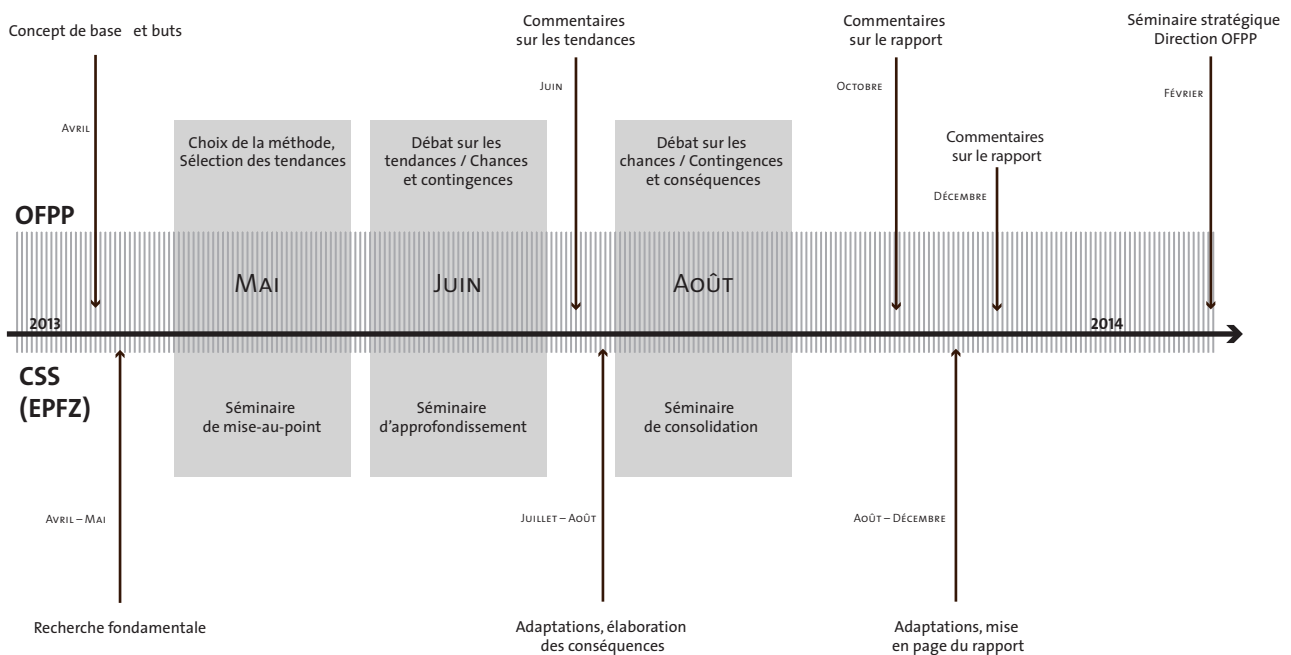 Concept de base et buts
Avril
Commentaires
sur les tendances
Juin
Commentaires
sur le rapport
Octobre
Séminaire stratégique
Direction OFPP
Février
Commentaires
sur le rapport
Décembre
Choix de la méthode,
Sélection des tendances
Débat sur les
tendances / Chances
et contingences
Débat sur les
chances / Contingences
et conséquences
OFPP
Mai
Juin
Août
2013
2014
CSS
(EPFZ)
Séminaire
de mise-au-point
Séminaire
d'approfondissement
Séminaire
de consolidation
Avril – Mai
Juillet – Août
Août – Décembre
Recherche fondamentale
Adaptations, élaboration
des conséquences
Adaptations, mise
en page du rapport